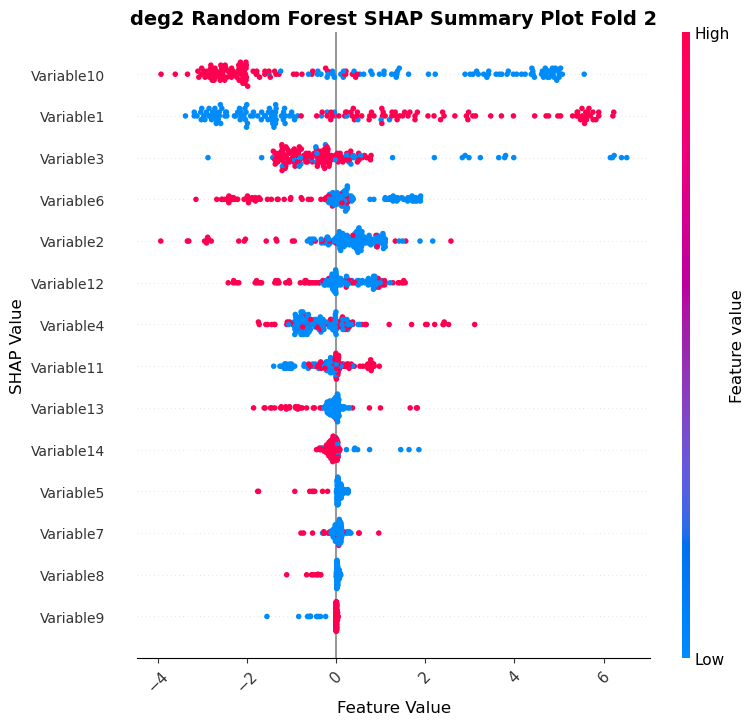 deg2 Random Forest SHAP Summary Plot Fold 2
High
Variable10
Variable1
Variable3
Variable6
Variable2
Variable12
Variable4
Variable11
Variable13
Variable14
Variable5
Variable7
Variable8
Variable9
SHAP Value
Feature value
Low
−4
−2
0
2
4
6
Feature Value